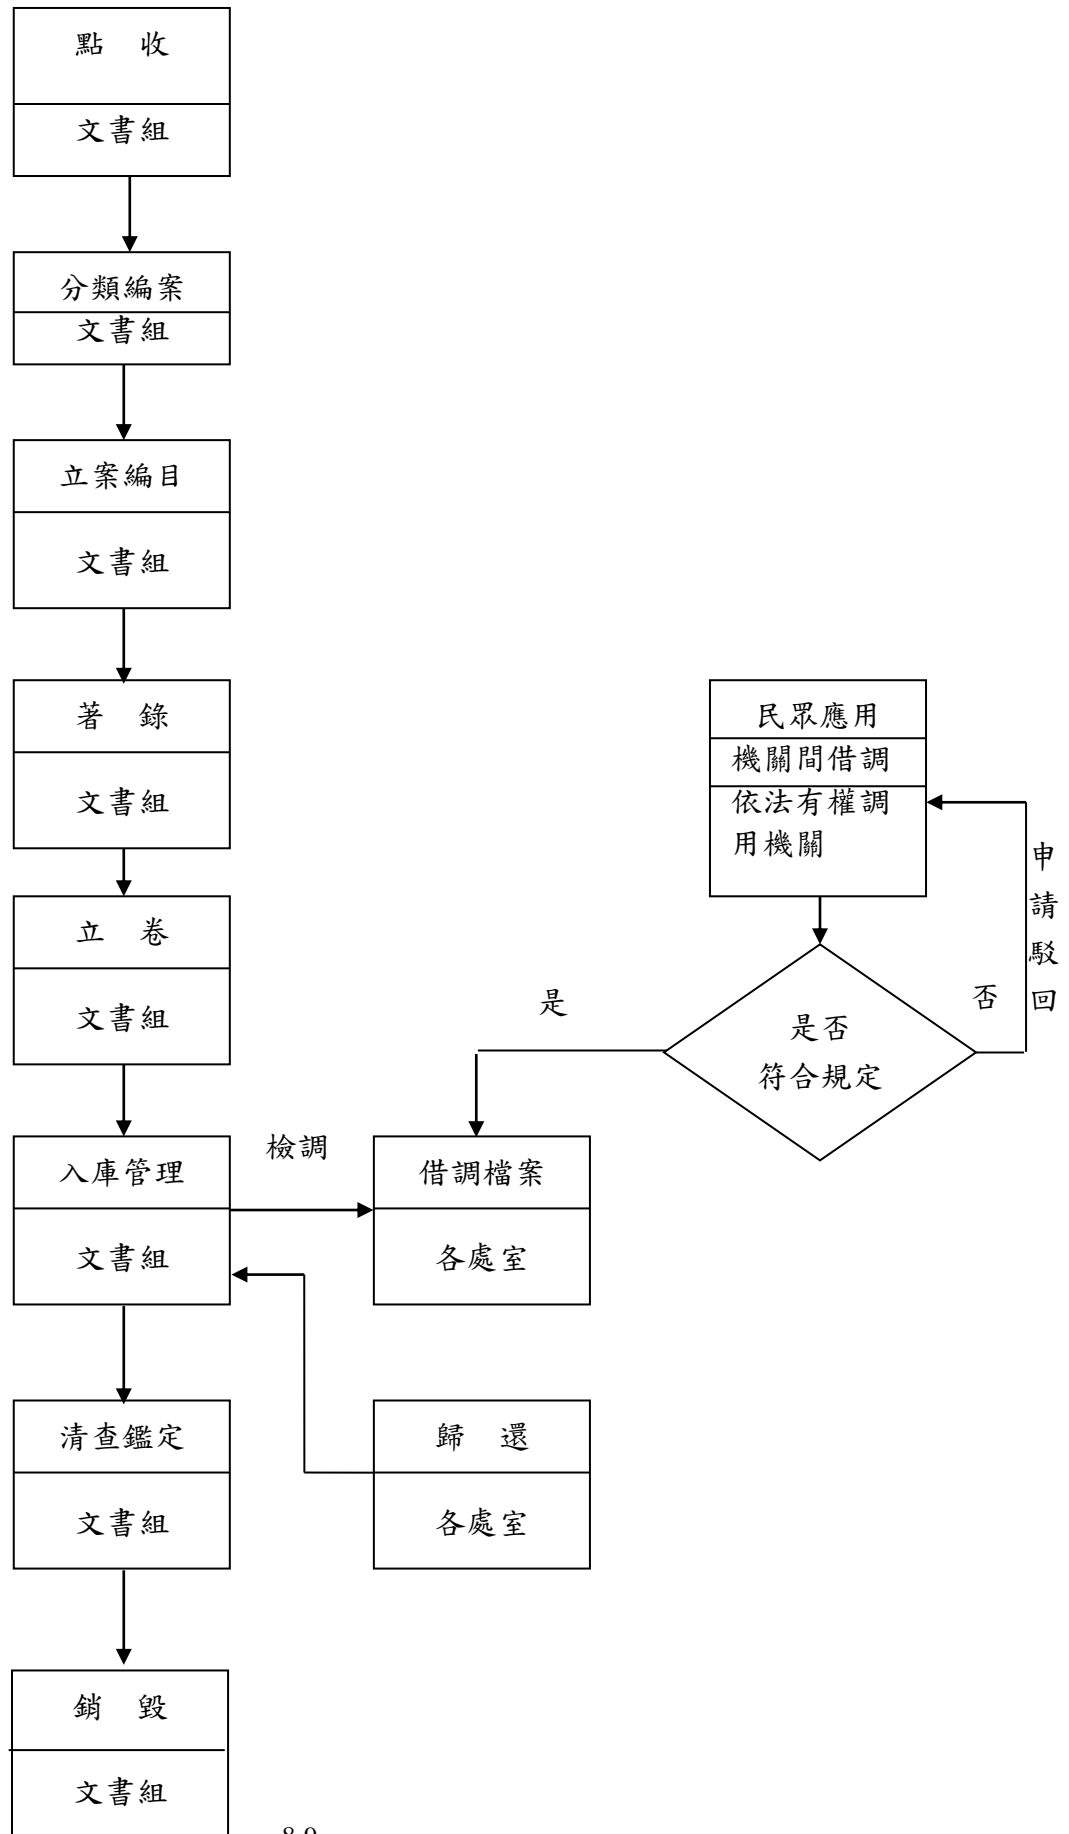 點 收
文書組
分類編案
文書組
立案編目
文書組
著 錄
文書組
立 卷
文書組
入庫管理
文書組
檢調
借調檔案
各處室
清查鑑定
文書組
歸 還
各處室
銷 毀
文書組
民眾應用
機關間借調
依法有權調
用機關
是否
符合規定
是
否
申請駁回